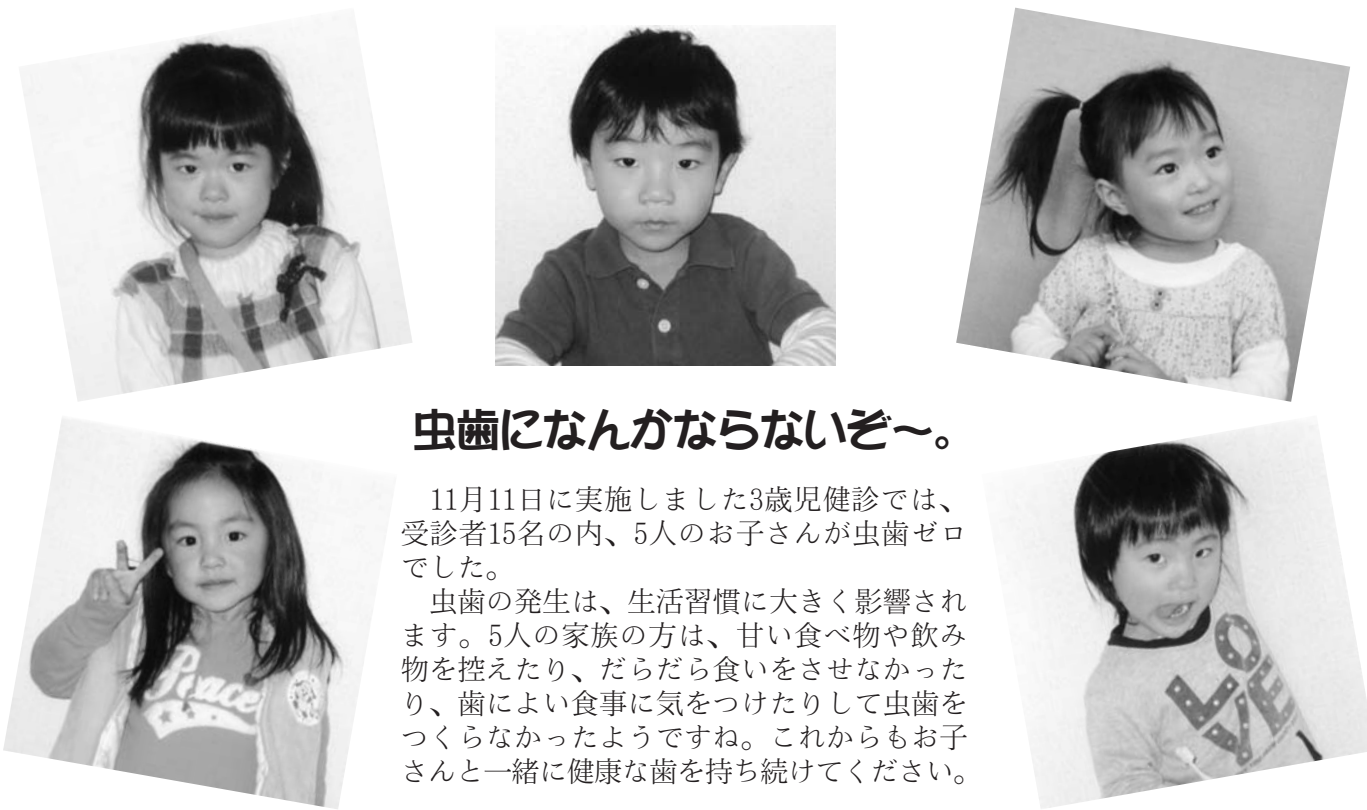 虫歯になんかならないぞ～。
11月11日に実施しました3歳児健診では、
受診者15名の内、5人のお子さんが虫歯ゼロ
でした。
虫歯の発生は、生活習慣に大きく影響され
ます。5人の家族の方は、甘い食べ物や飲み
物を控えたり、だらだら食いをさせなかった
り、歯によい食事に気をつけたりして虫歯を
つくらなかったようですね。これからもお子
さんと一緒に健康な歯を持ち続けてください。
Peace
LOVE